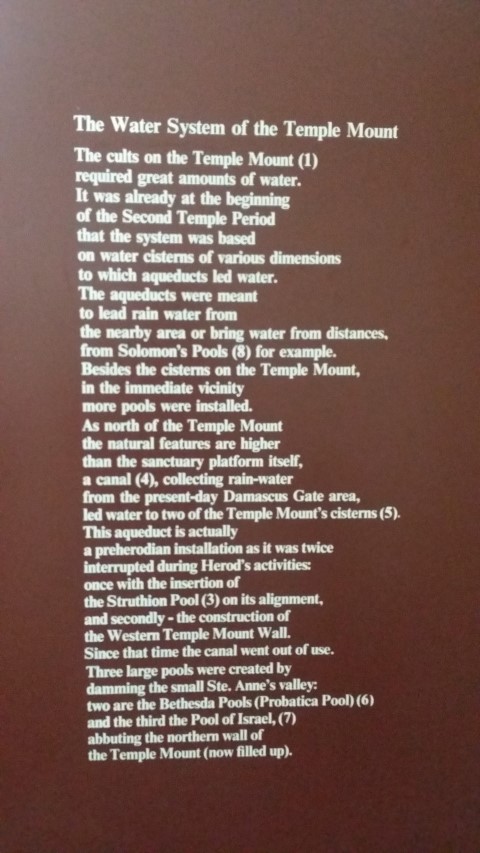 The Water System of the Temple Mount
The cults on the Temple Mount (1)
required great amounts of water.
It was already at the beginning
of the Second Temple Period
that the system was based
on water cisterns of various dimensions
to which aqueducts led water.
The aqueducts were meant
to lead rain water from
the nearby area or bring water from distances,
from Solomon's Pools (8) for example.
Besides the cisterns on the Temple Mount,
in the immediate vicinity
more pools were installed.
As north of the Temple Mount
the natural features are higher
than the sanctuary platform itself,
a canal (4), collecting rain-water
from the present-day Damascus Gate area,
led water to two of the Temple Mount's cisterns (5).
This aqueduct is actually
a preherodian installation as it was twice
interrupted during Herod's activities:
once with the insertion of
the Struthion Pool (3) on its alignment,
and secondly - the construction of
the Western Temple Mount Wall.
Since that time the canal went out of use.
Three large pools were created by
damming the small Ste. Anne's valley:
two are the Bethesda Pools (Probatica Pool) (6)
and the third the Pool of Israel, (7)
abbuting the northern wall of
the Temple Mount (now filled up).